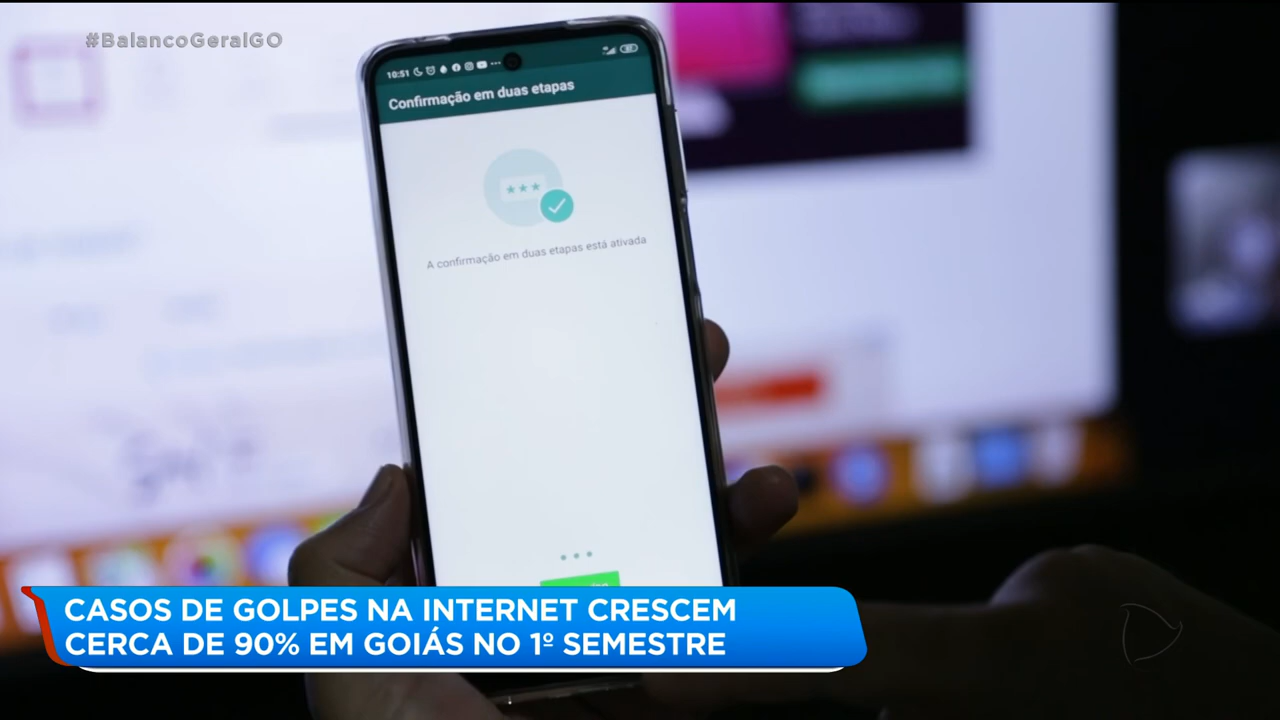 #BalancoGeralGO
10:51
Confirmação em duas etapas
***
A confirmação em duas etapas está ativada
CASOS DE GOLPES NA INTERNET CRESCEM
CERCA DE 90% EM GOIÁS NO 1º SEMESTRE